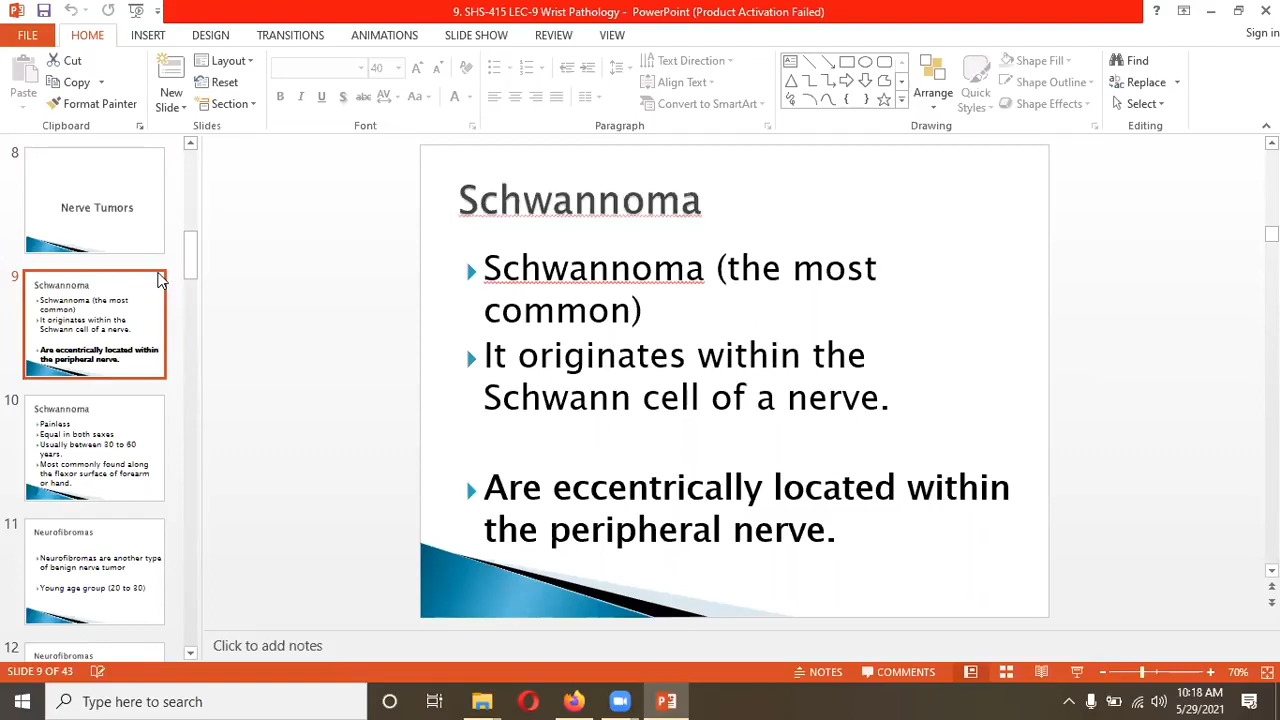 9. SHS-415 LEC-9 Wrist Pathology - PowerPoint (Product Activation Failed)
?
FILE HOME INSERT DESIGN TRANSITIONS ANIMATIONS SLIDE SHOW REVIEW VIEW Sign in
Paste
Cut
Copy
Format Painter
Clipboard
New Slide
Layout
Reset
Section
Slides
40
B I U S abc AV Aa A
Font
Text Direction
Align Text
Convert to SmartArt
Paragraph
Arrange
Quick Styles
Shape Fill
Shape Outline
Shape Effects
Drawing
Find
Replace
Select
Editing
8
Nerve Tumors
9
Schwannoma
Schwannoma (the most
common)
It originates within the
Schwann cell of a nerve.
Are eccentrically located within
the peripheral nerve.
10
Schwannoma
Painless
Equal in both sexes
Usually between 30 to 60
years.
Most commonly found along
the flexor surface of forearm
or hand.
11
Neurofibromas
Neurofibromas are another type
of benign nerve tumor
Young age group (20 to 30)
12
Neurofibromas
Schwannoma
Schwannoma (the most
common)
It originates within the
Schwann cell of a nerve.
Are eccentrically located within
the peripheral nerve.
Click to add notes
SLIDE 9 OF 43 NOTES COMMENTS 70%
Type here to search
10:18 AM
5/29/2021